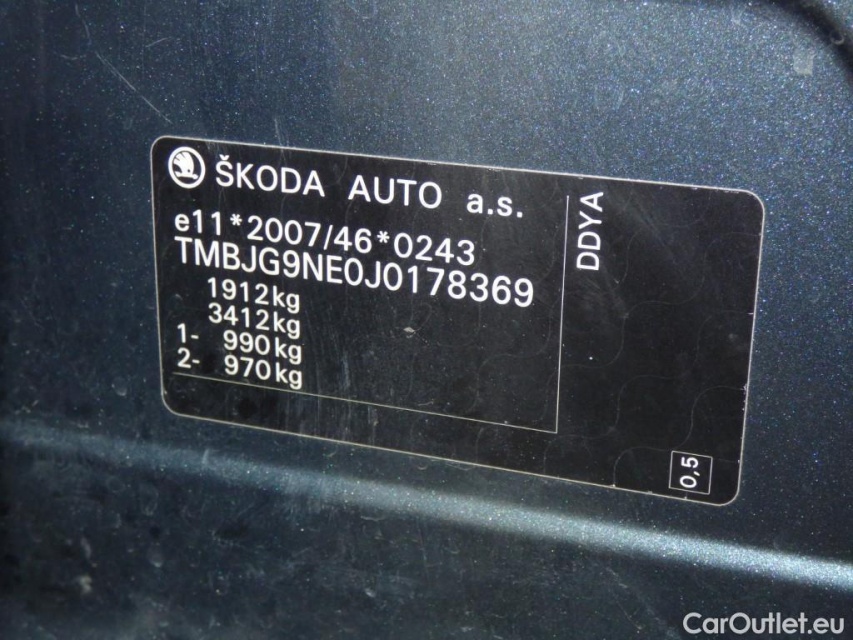 ŠKODA AUTO a.s.
e11*2007/46*0243
TMBJG9NE0J0178369
1912kg
3412kg
1- 990kg
2- 970kg
DDYA
0,5
CarOutlet.eu